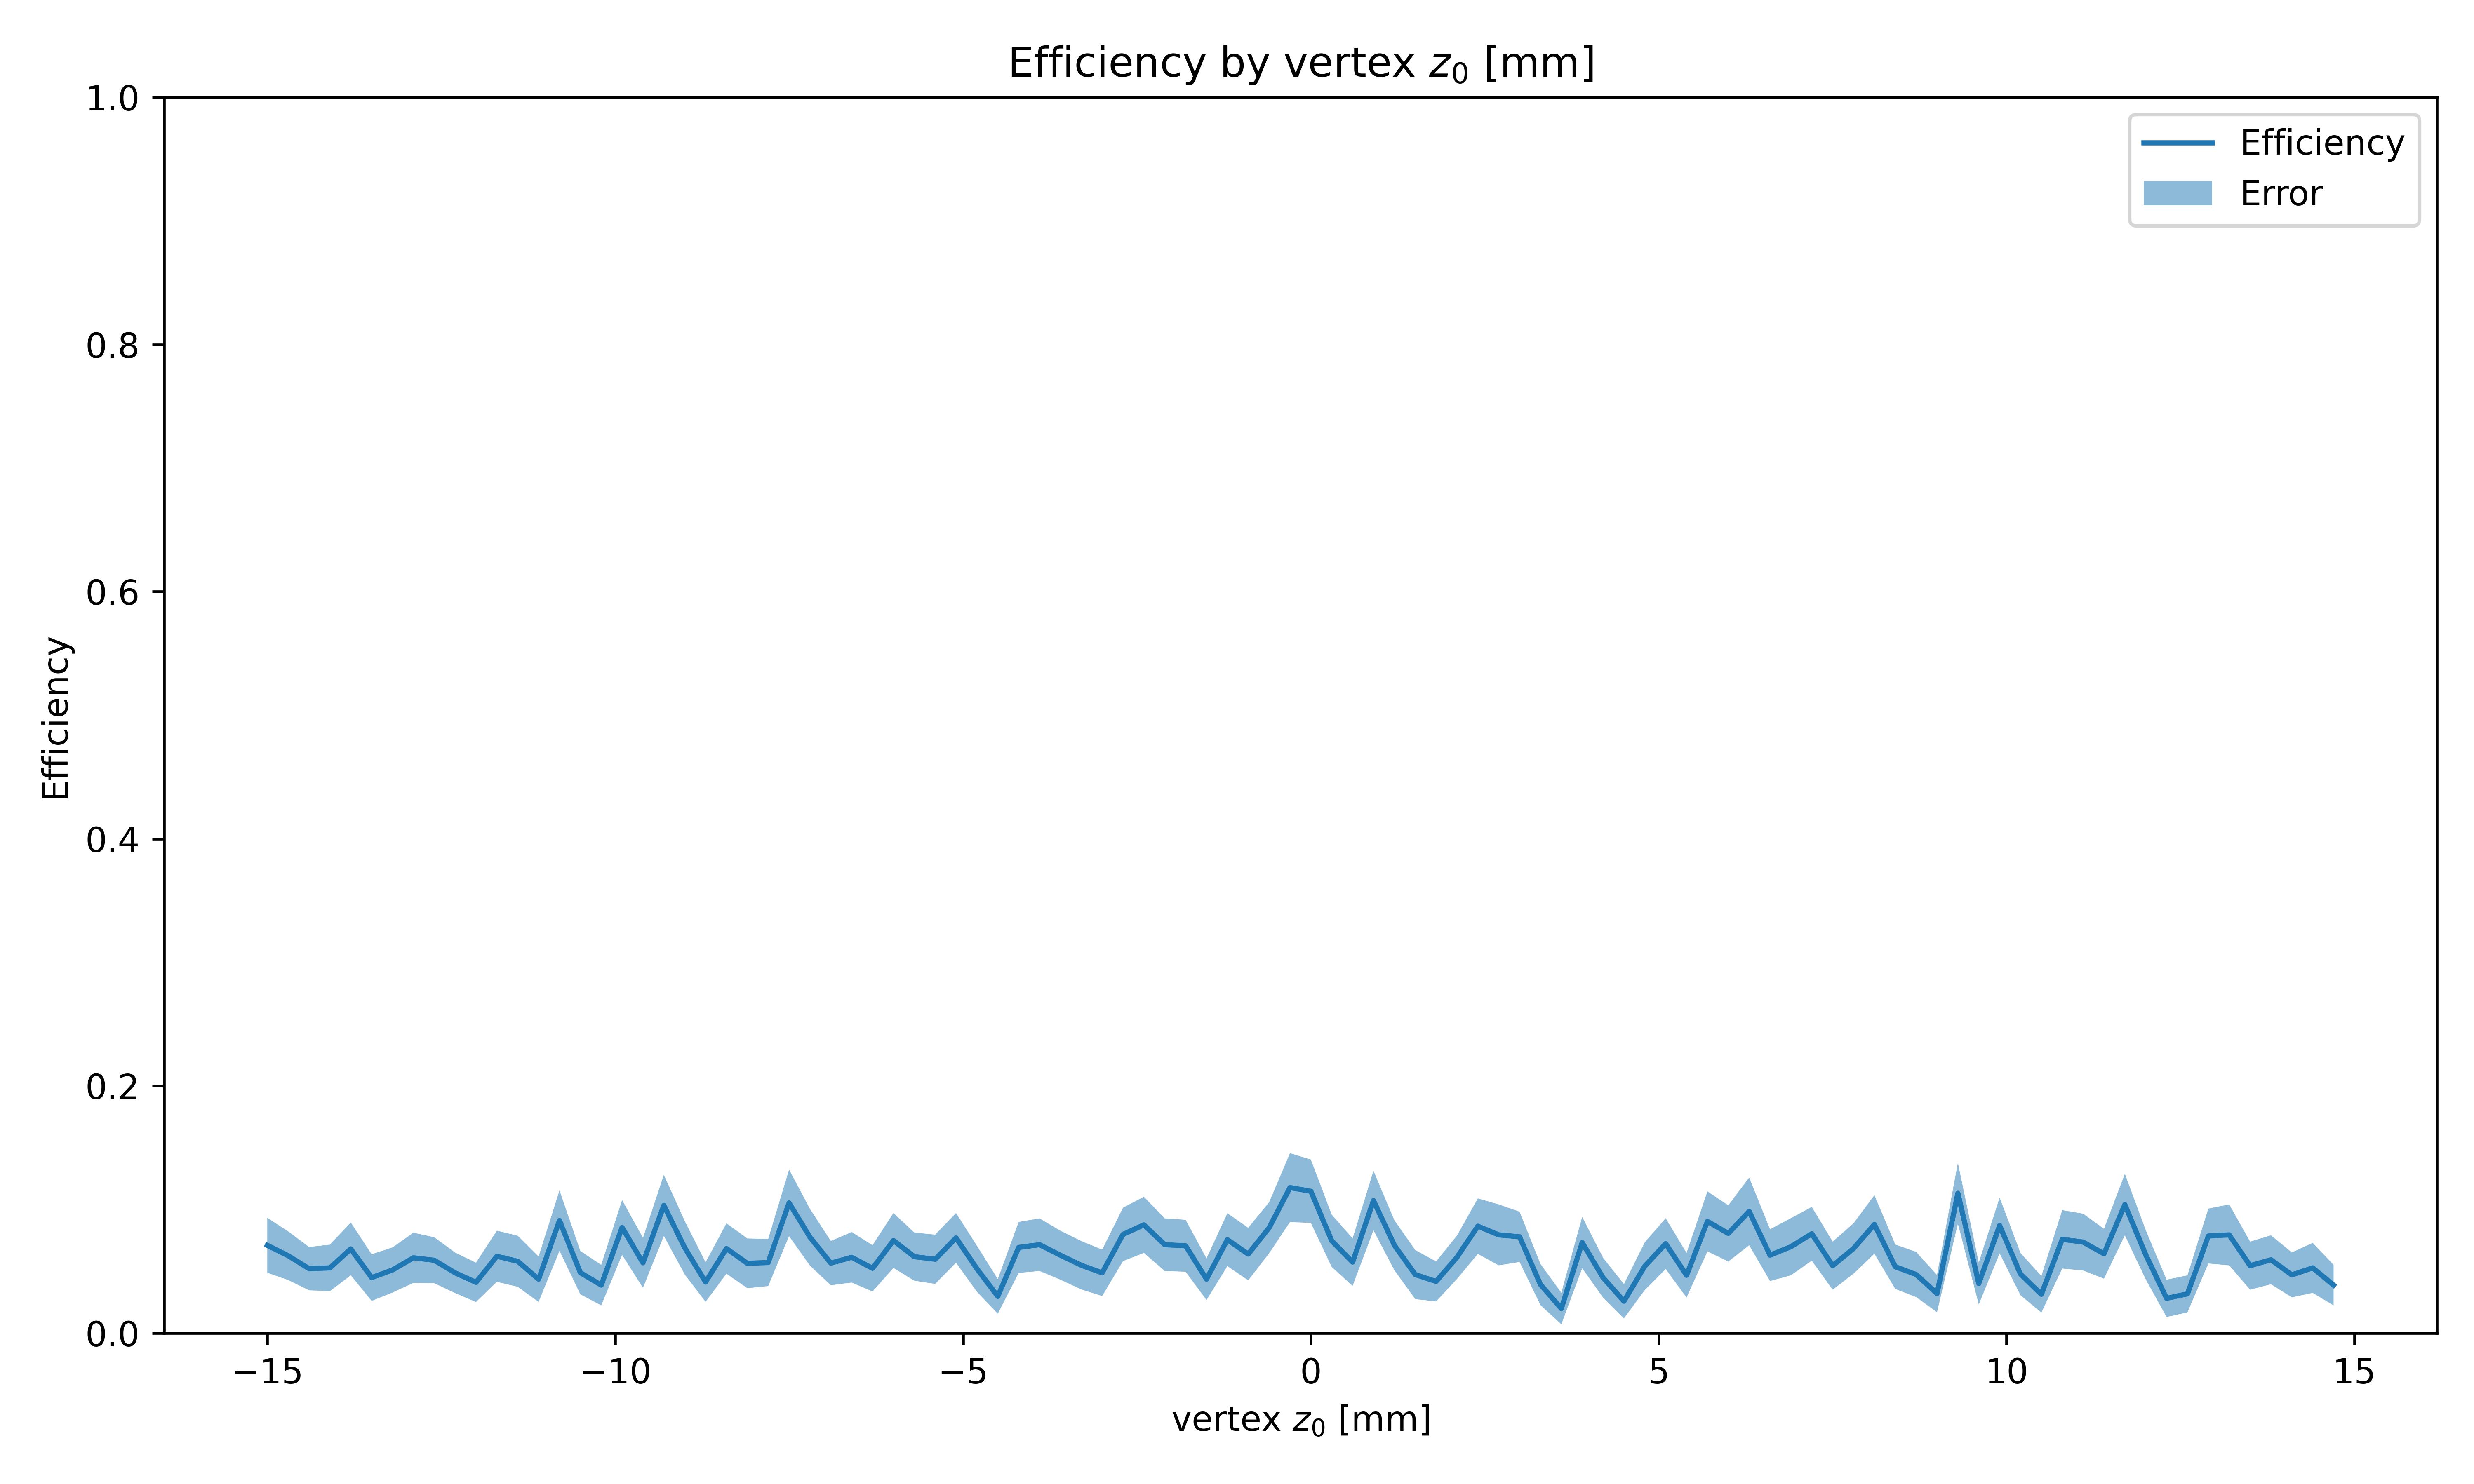 Efficiency by vertex z₀ [mm]
1.0
0.8
0.6
0.4
0.2
0.0
Efficiency
Efficiency
Error
−15
−10
−5
0
5
10
15
vertex z₀ [mm]